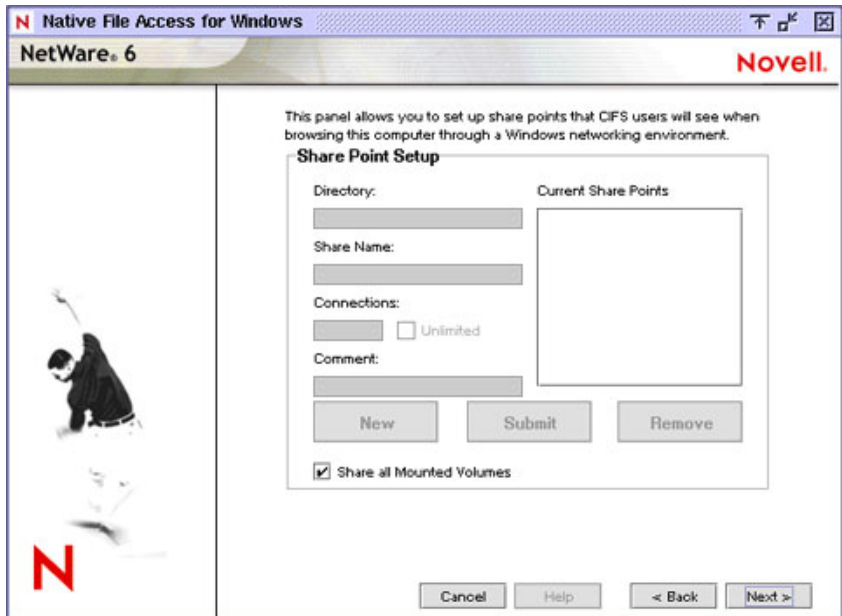 N Native File Access for Windows
NetWare® 6
Novell.
This panel allows you to set up share points that CIFS users will see when
browsing this computer through a Windows networking environment.
Share Point Setup
Directory:
Current Share Points
Share Name:
Connections:
Unlimited
Comment:
New Submit Remove
Share all Mounted Volumes
N
Cancel Help < Back Next >